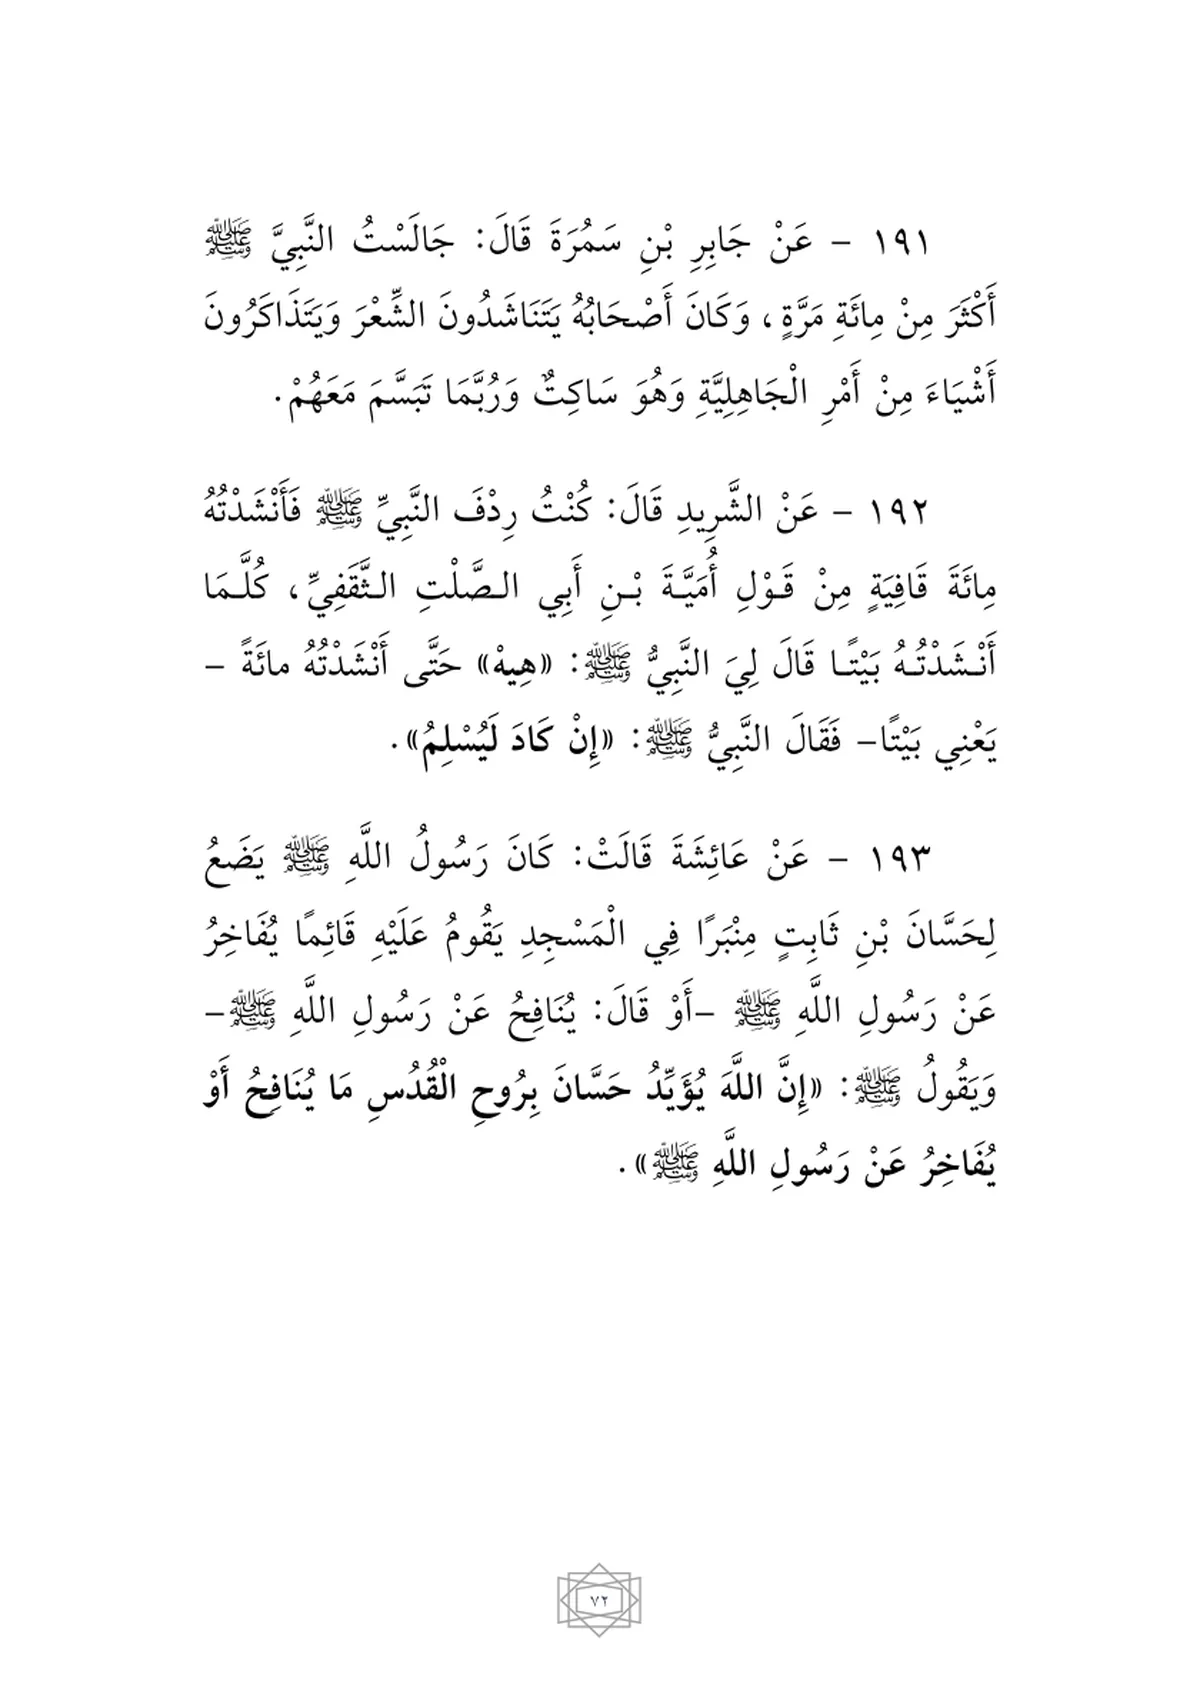 ١٩١ – عَنْ جَابِرِ بْنِ سَمُرَةَ قَالَ: جَالَسْتُ النَّبِيَّ ﷺ
أَكْثَرَ مِنْ مِائَةِ مَرَّةٍ، وَكَانَ أَصْحَابُهُ يَتَنَاشَدُونَ الشِّعْرَ وَيَتَذَاكَرُونَ
أَشْيَاءَ مِنْ أَمْرِ الْجَاهِلِيَّةِ وَهُوَ سَاكِتٌ وَرُبَّمَا تَبَسَّمَ مَعَهُمْ.
١٩٢ – عَنْ الشَّرِيدِ قَالَ: كُنْتُ رِدْفَ النَّبِيِّ ﷺ فَأَنْشَدْتُهُ
مِائَةَ قَافِيَةٍ مِنْ قَوْلِ أُمَيَّةَ بْنِ أَبِي الصَّلْتِ الثَّقَفِيِّ، كُلَّمَا
أَنْشَدْتُهُ بَيْتًا قَالَ لِيَ النَّبِيُّ ﷺ: «هِيهْ» حَتَّى أَنْشَدْتُهُ مائَةً –
يَعْنِي بَيْتًا– فَقَالَ النَّبِيُّ ﷺ: «إِنْ كَادَ لَيُسْلِمُ».
١٩٣ – عَنْ عَائِشَةَ قَالَتْ: كَانَ رَسُولُ اللَّهِ ﷺ يَضَعُ
لِحَسَّانَ بْنِ ثَابِتٍ مِنْبَرًا فِي الْمَسْجِدِ يَقُومُ عَلَيْهِ قَائِمًا يُفَاخِرُ
عَنْ رَسُولِ اللَّهِ ﷺ –أَوْ قَالَ: يُنَافِحُ عَنْ رَسُولِ اللَّهِ ﷺ–
وَيَقُولُ ﷺ: «إِنَّ اللَّهَ يُؤَيِّدُ حَسَّانَ بِرُوحِ الْقُدُسِ مَا يُنَافِحُ أَوْ
يُفَاخِرُ عَنْ رَسُولِ اللَّهِ ﷺ».
٧٢